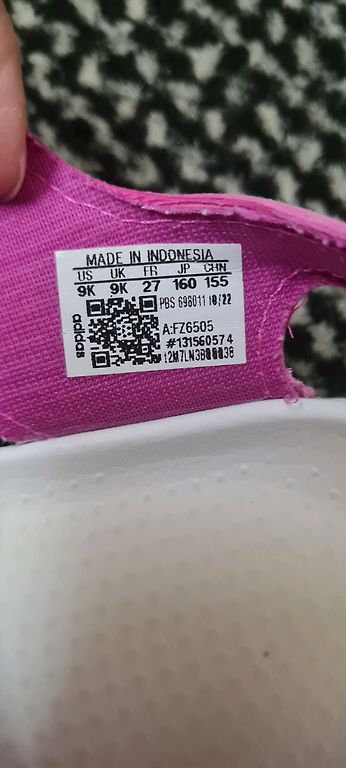 MADE IN INDONESIA
US UK FR JP CHN
9K 9K 27 160 155
PBS 698011 10/22
A:FZ6505
#131560574
adidas